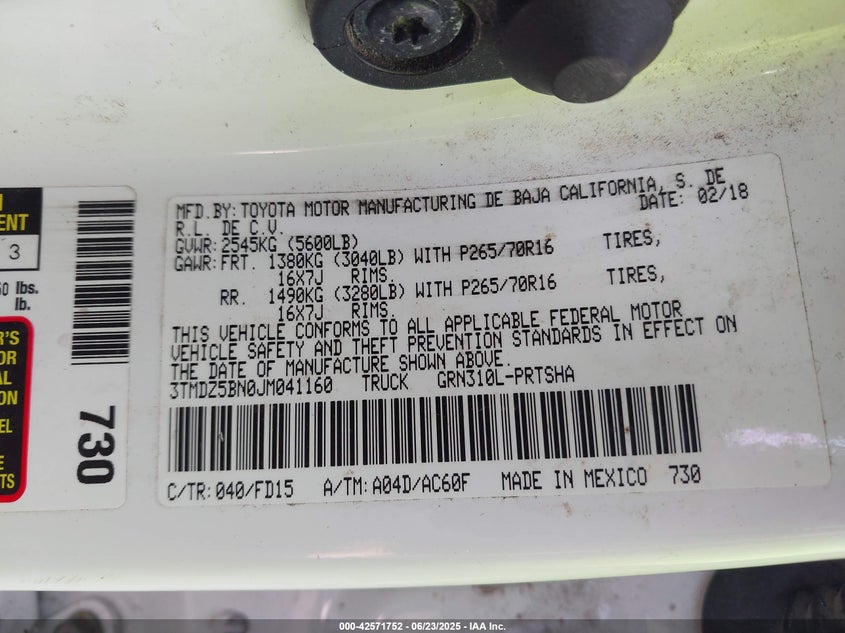 MFD.BY: TOYOTA MOTOR MANUFACTURING DE BAJA CALIFORNIA, S. DE
R.L. DE C.V. DATE: 02/18
GVWR: 2545KG (5600LB)
GAWR: FRT. 1380KG (3040LB) WITH P265/70R16 TIRES,
16X7J RIMS.
RR. 1490KG (3280LB) WITH P265/70R16 TIRES,
16X7J RIMS.
THIS VEHICLE CONFORMS TO ALL APPLICABLE FEDERAL MOTOR
VEHICLE SAFETY AND THEFT PREVENTION STANDARDS IN EFFECT ON
THE DATE OF MANUFACTURE SHOWN ABOVE.
3TMDZ5BN0JM041160 TRUCK GRN310L-PRTSHA
C/TR: 040/FD15 A/TM: A04D/AC60F MADE IN MEXICO 730
730
3
lbs.
lb.
000-42571752 | 06/23/2025 - IAA Inc.